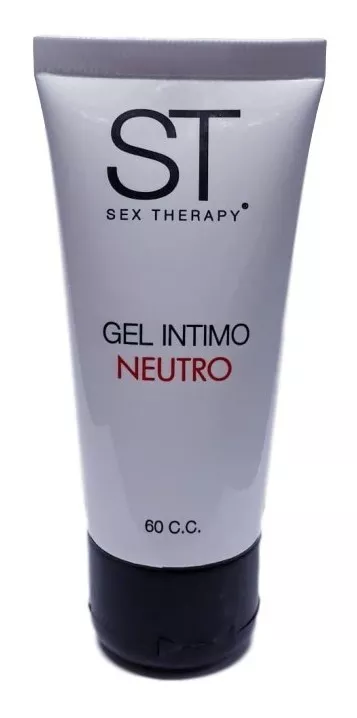 ST
SEX THERAPY®
GEL INTIMO
NEUTRO
60 C.C.